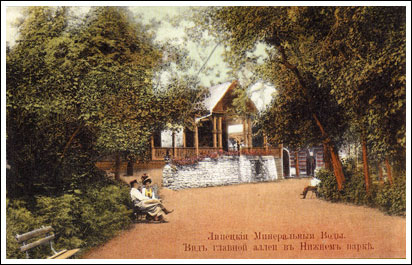 Липецкія Минеральныя Воды.
Видъ главной аллеи въ Нижнемъ паркѣ.